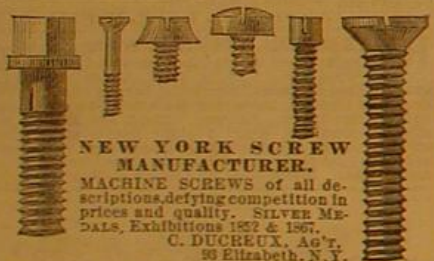 NEW YORK SCREW
MANUFACTURER.
MACHINE SCREWS of all de-
scriptions, defying competition in
prices and quality. SILVER ME-
DALS, Exhibitions 1852 & 1867.
C. DUCREUX, AG'T,
93 Elizabeth, N.Y.